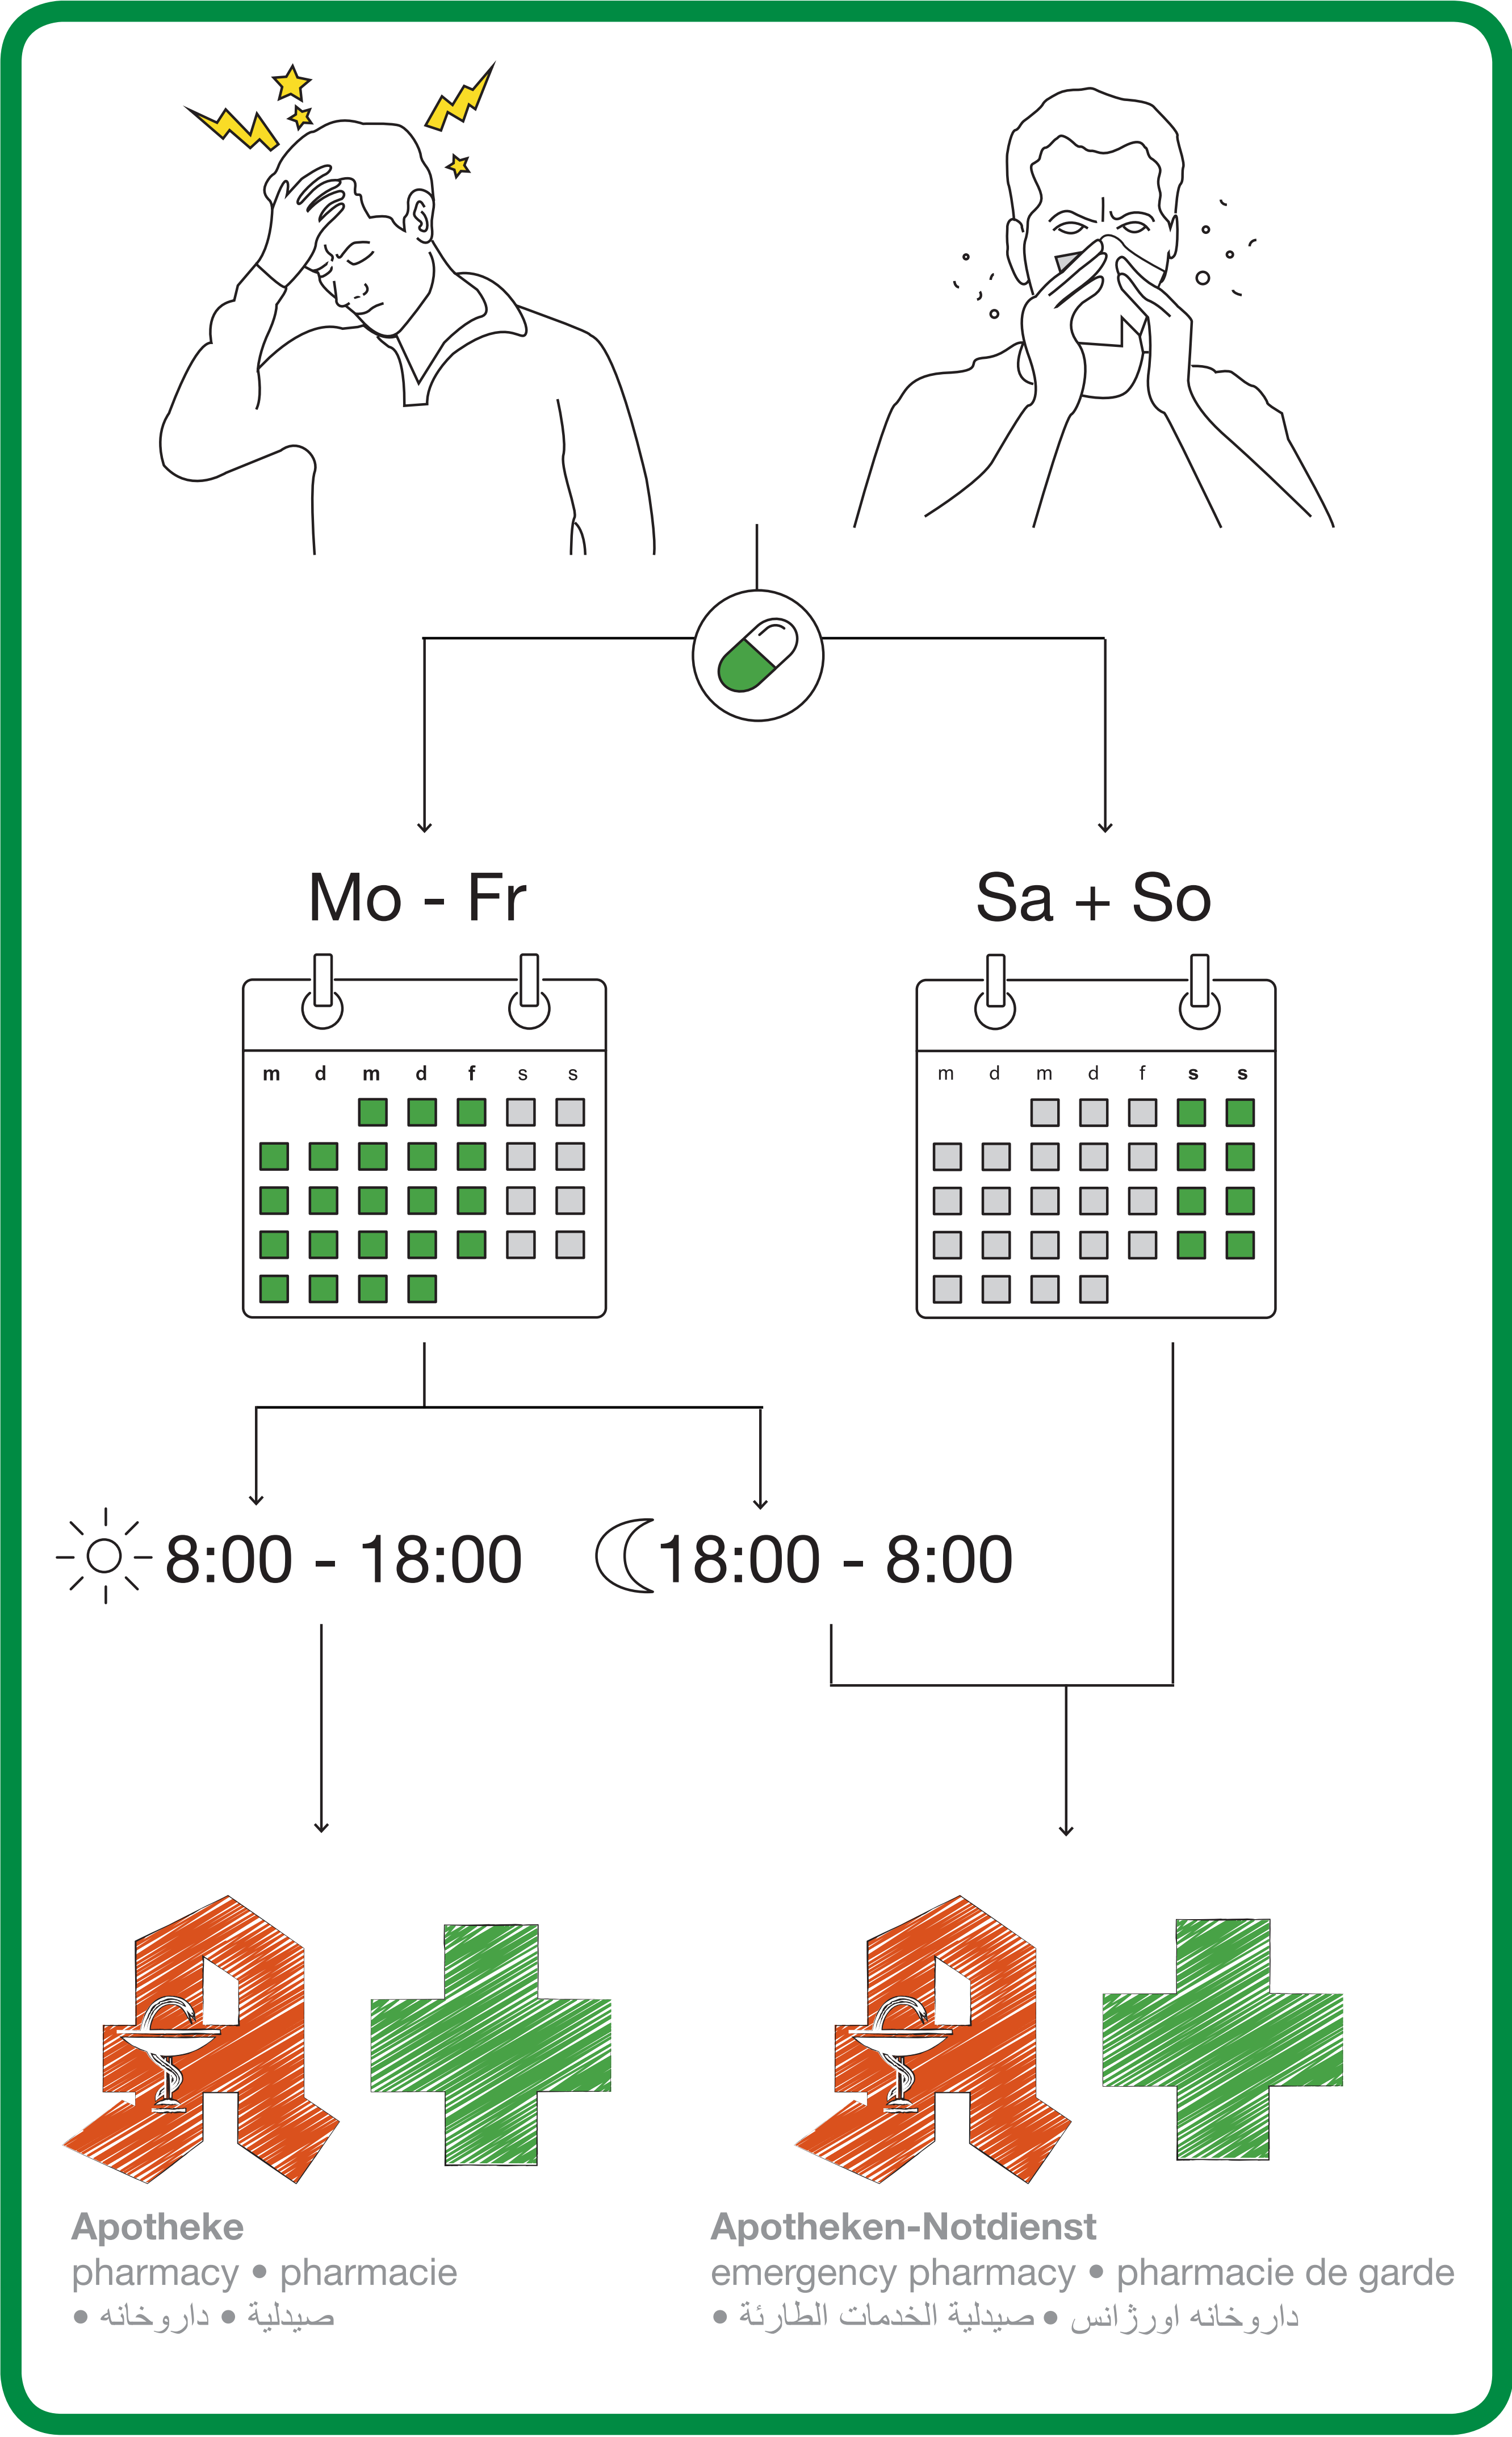 Mo - Fr
Sa + So
m d m d f s s
m d m d f s s
8:00 - 18:00
18:00 - 8:00
Apotheke
pharmacy • pharmacie
صيدلية • داروخانه •
Apotheken-Notdienst
emergency pharmacy • pharmacie de garde
داروخانه اورژانس • صيدلية الخدمات الطارئة •